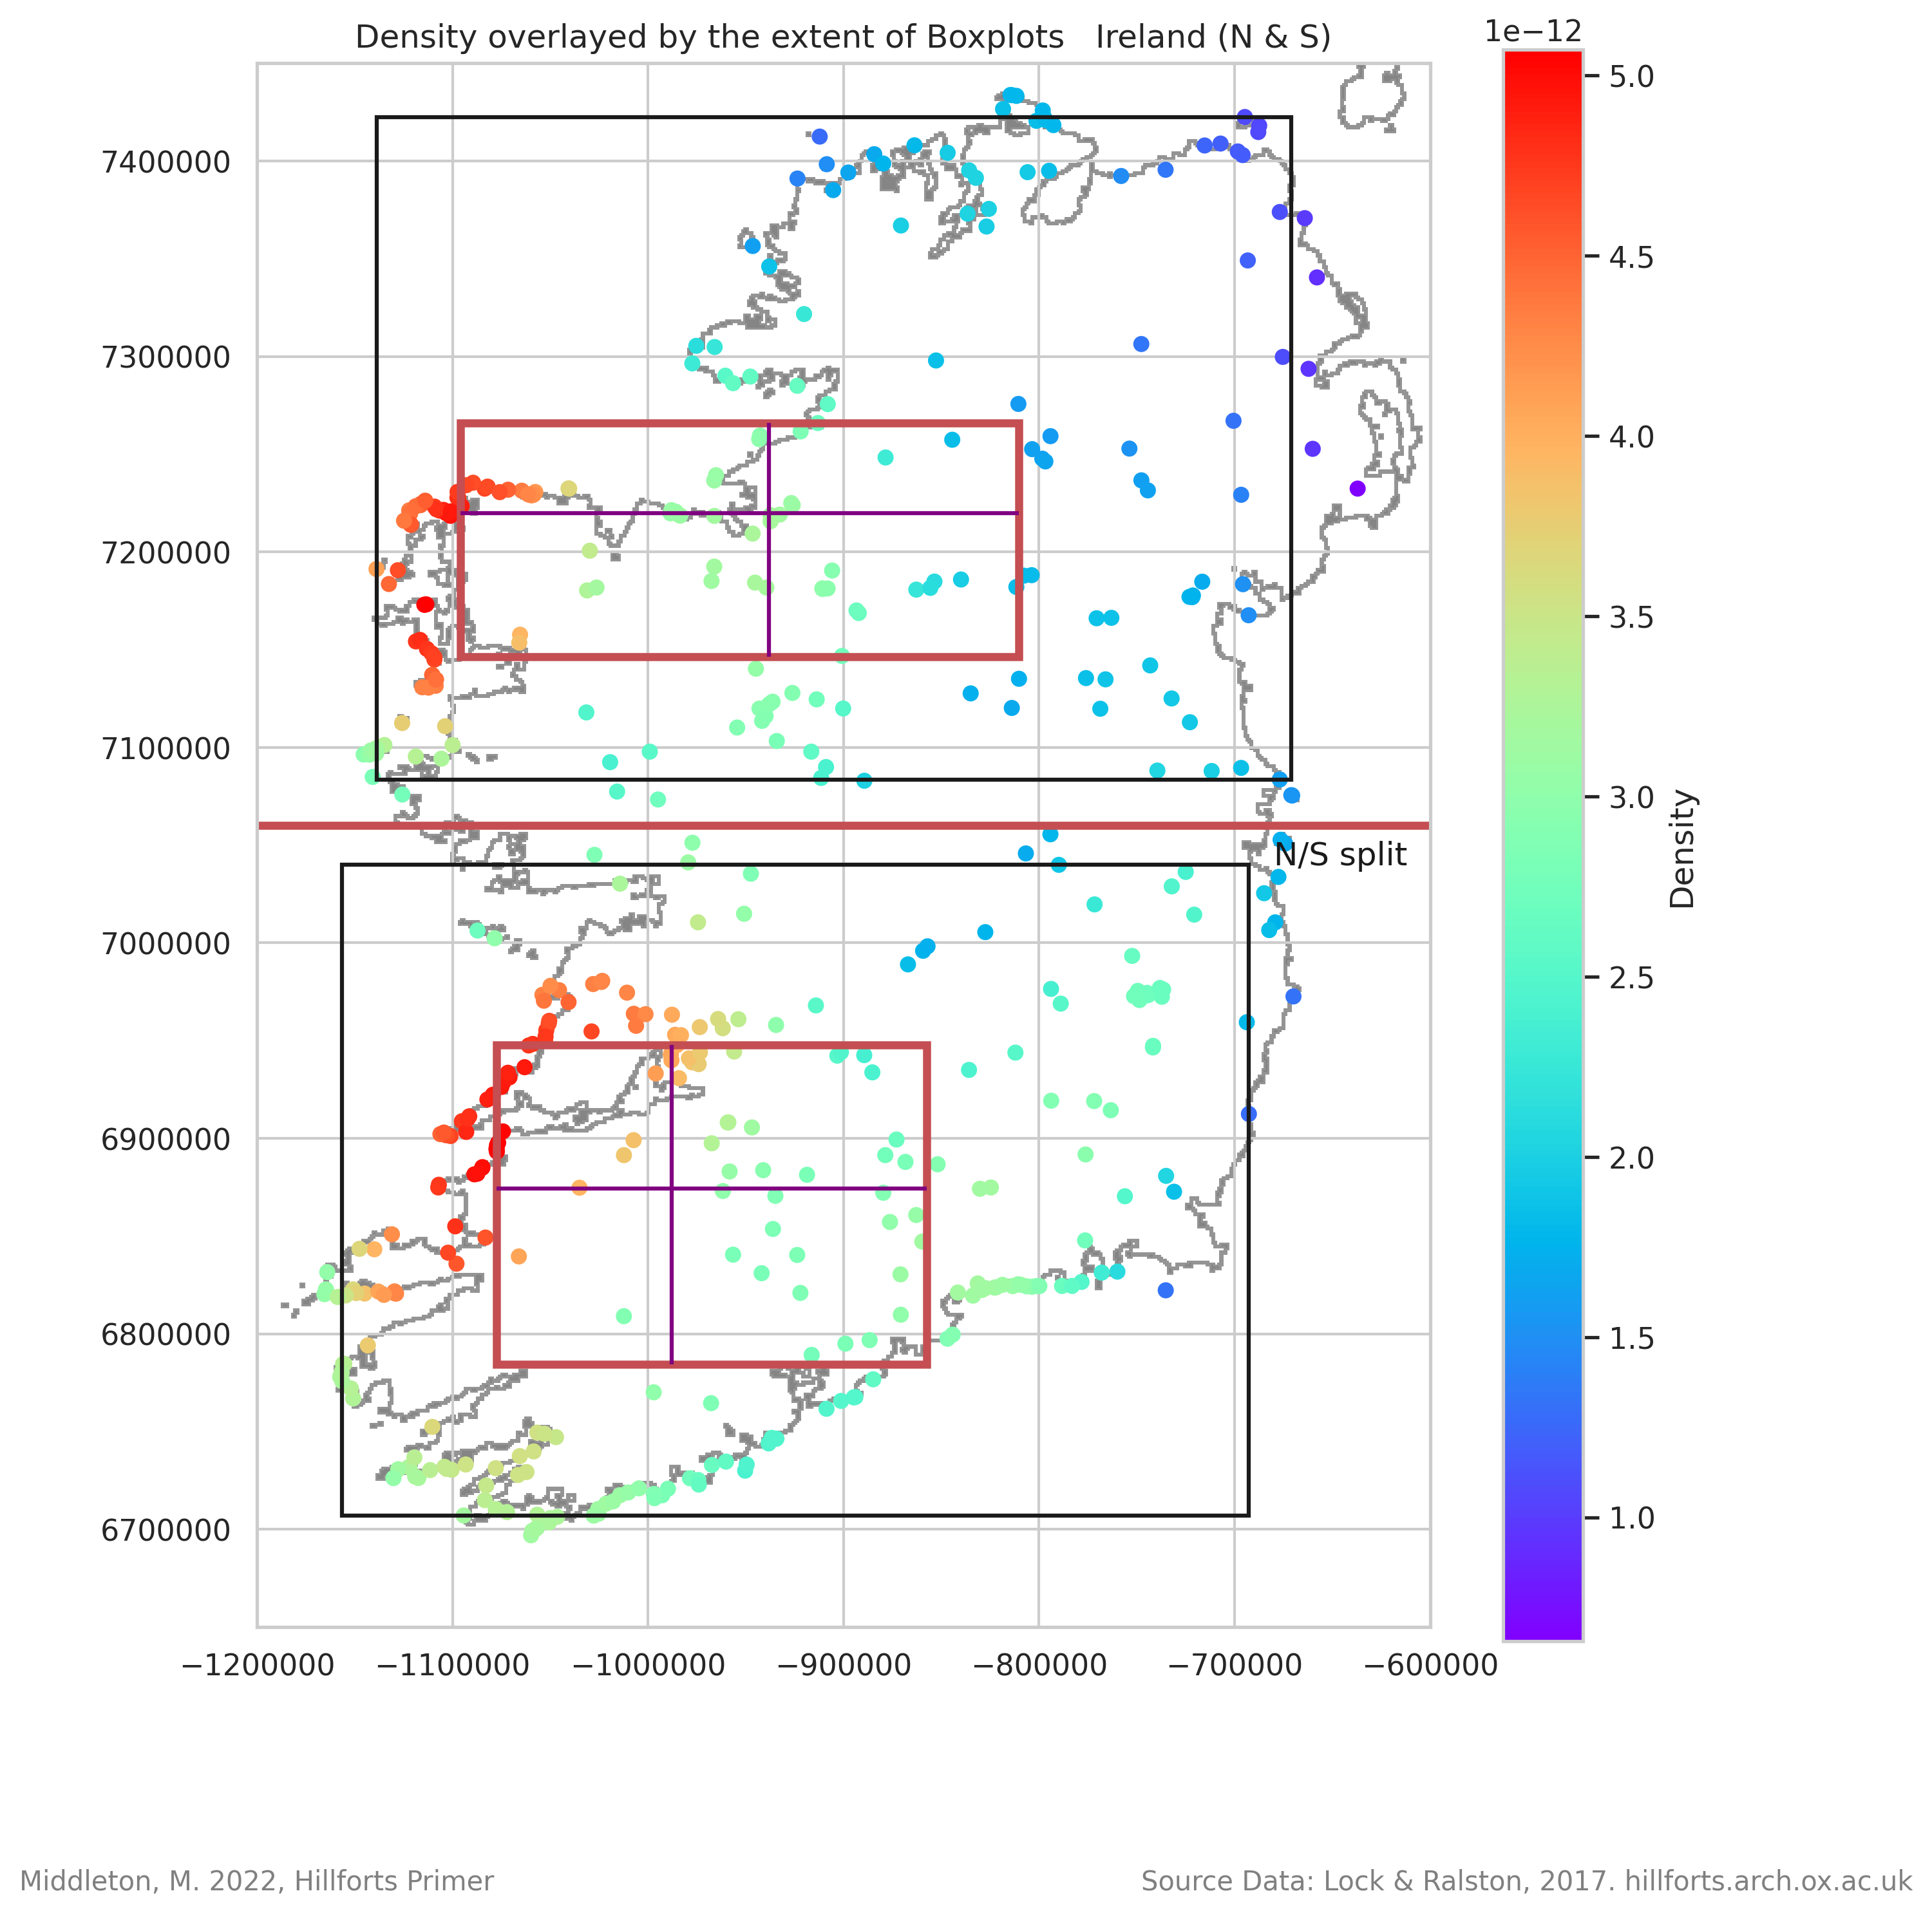 Density overlayed by the extent of Boxplots   Ireland (N & S)
1e−12
5.0
4.5
4.0
3.5
3.0
2.5
2.0
1.5
1.0
Density
7400000
7300000
7200000
7100000
7000000
6900000
6800000
6700000
N/S split
−1200000 −1100000 −1000000 −900000 −800000 −700000 −600000
Middleton, M. 2022, Hillforts Primer
Source Data: Lock & Ralston, 2017. hillforts.arch.ox.ac.uk